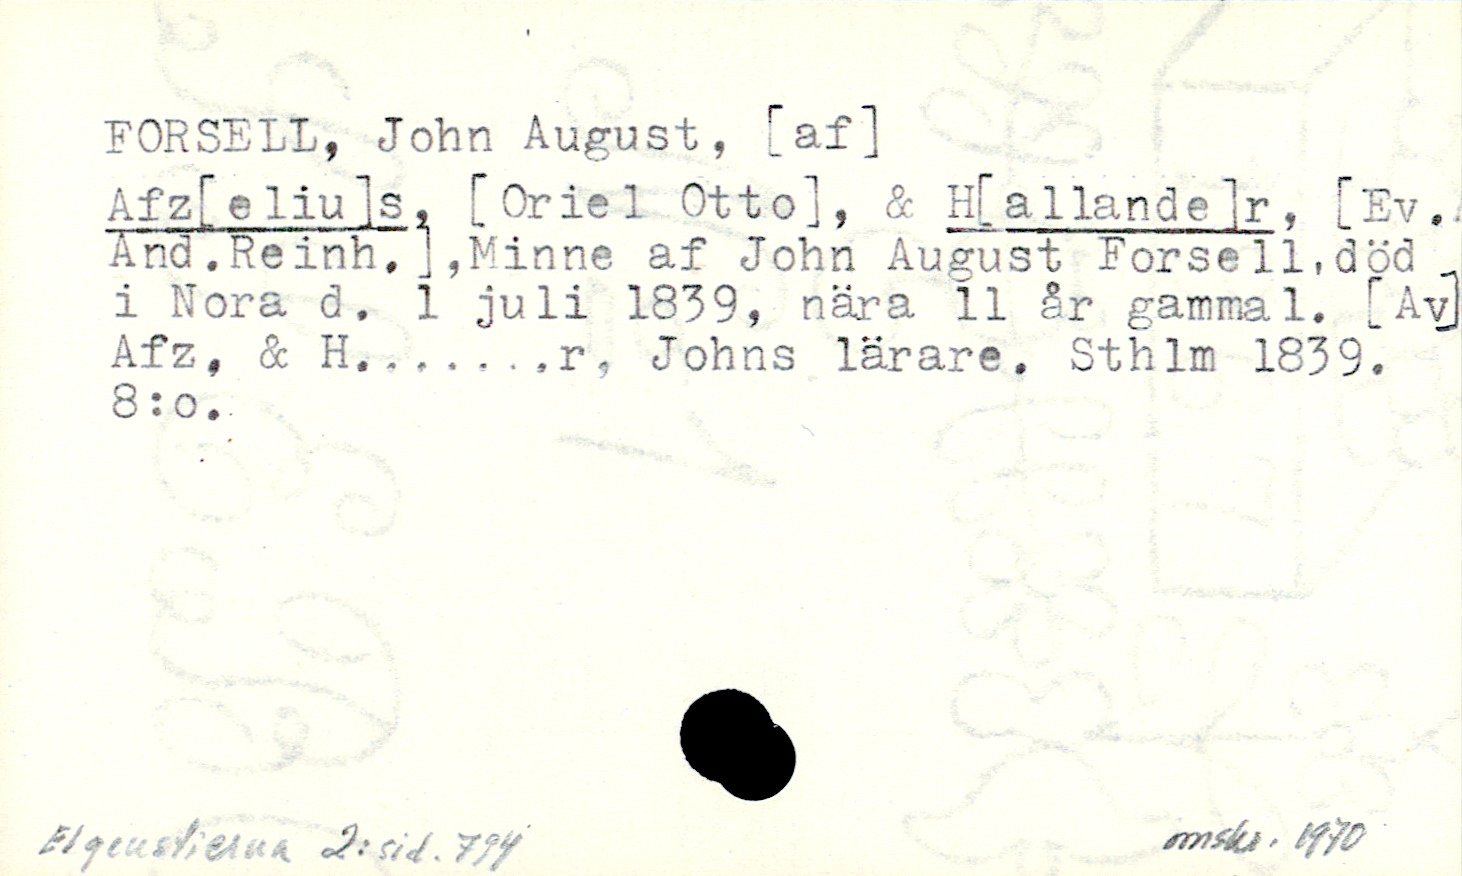 FORSELL, John August, [af]
Afz[eliu]s, [Oriel Otto], & H[allande]r, [Ev.
And.Reinh.],Minne af John August Forsell,död
i Nora d. 1 juli 1839, nära 11 år gammal. [Av]
Afz, & H.......r, Johns lärare. Sthlm 1839.
8:o.
Elgenstierna 2:sid. 794
omskr. 1970